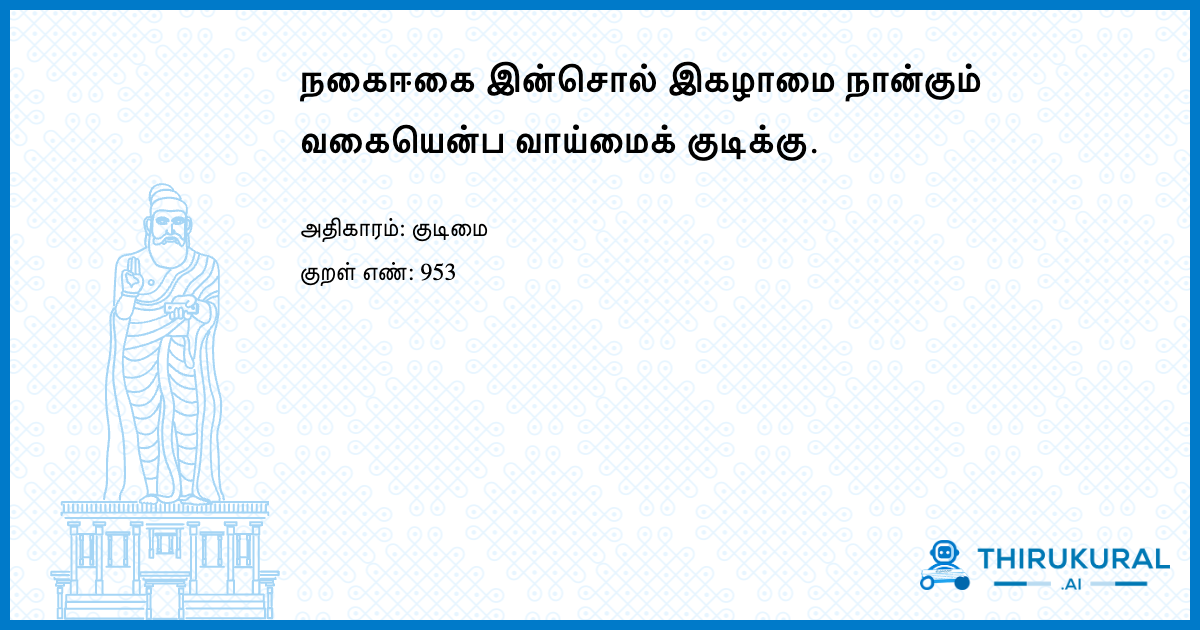 நகைஈகை இன்சொல் இகழாமை நான்கும்
வகையென்ப வாய்மைக் குடிக்கு.
அதிகாரம்: குடிமை
குறள் எண்: 953
THIRUKURAL
.AI